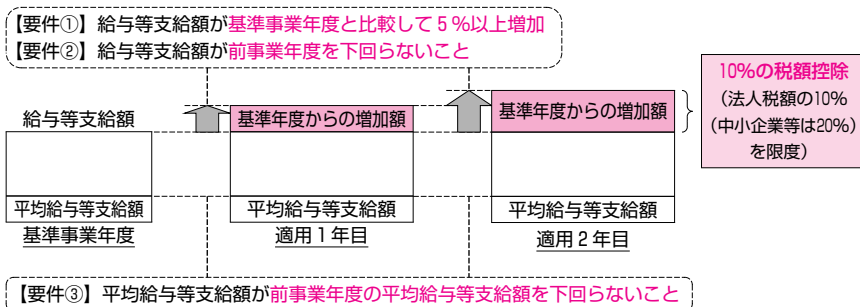 【要件①】給与等支給額が基準事業年度と比較して5%以上増加
【要件②】給与等支給額が前事業年度を下回らないこと
10%の税額控除
(法人税額の10%
(中小企業等は20%)
を限度)
給与等支給額
基準年度からの増加額
基準年度からの増加額
平均給与等支給額
平均給与等支給額
平均給与等支給額
基準事業年度
適用1年目
適用2年目
【要件③】平均給与等支給額が前事業年度の平均給与等支給額を下回らないこと